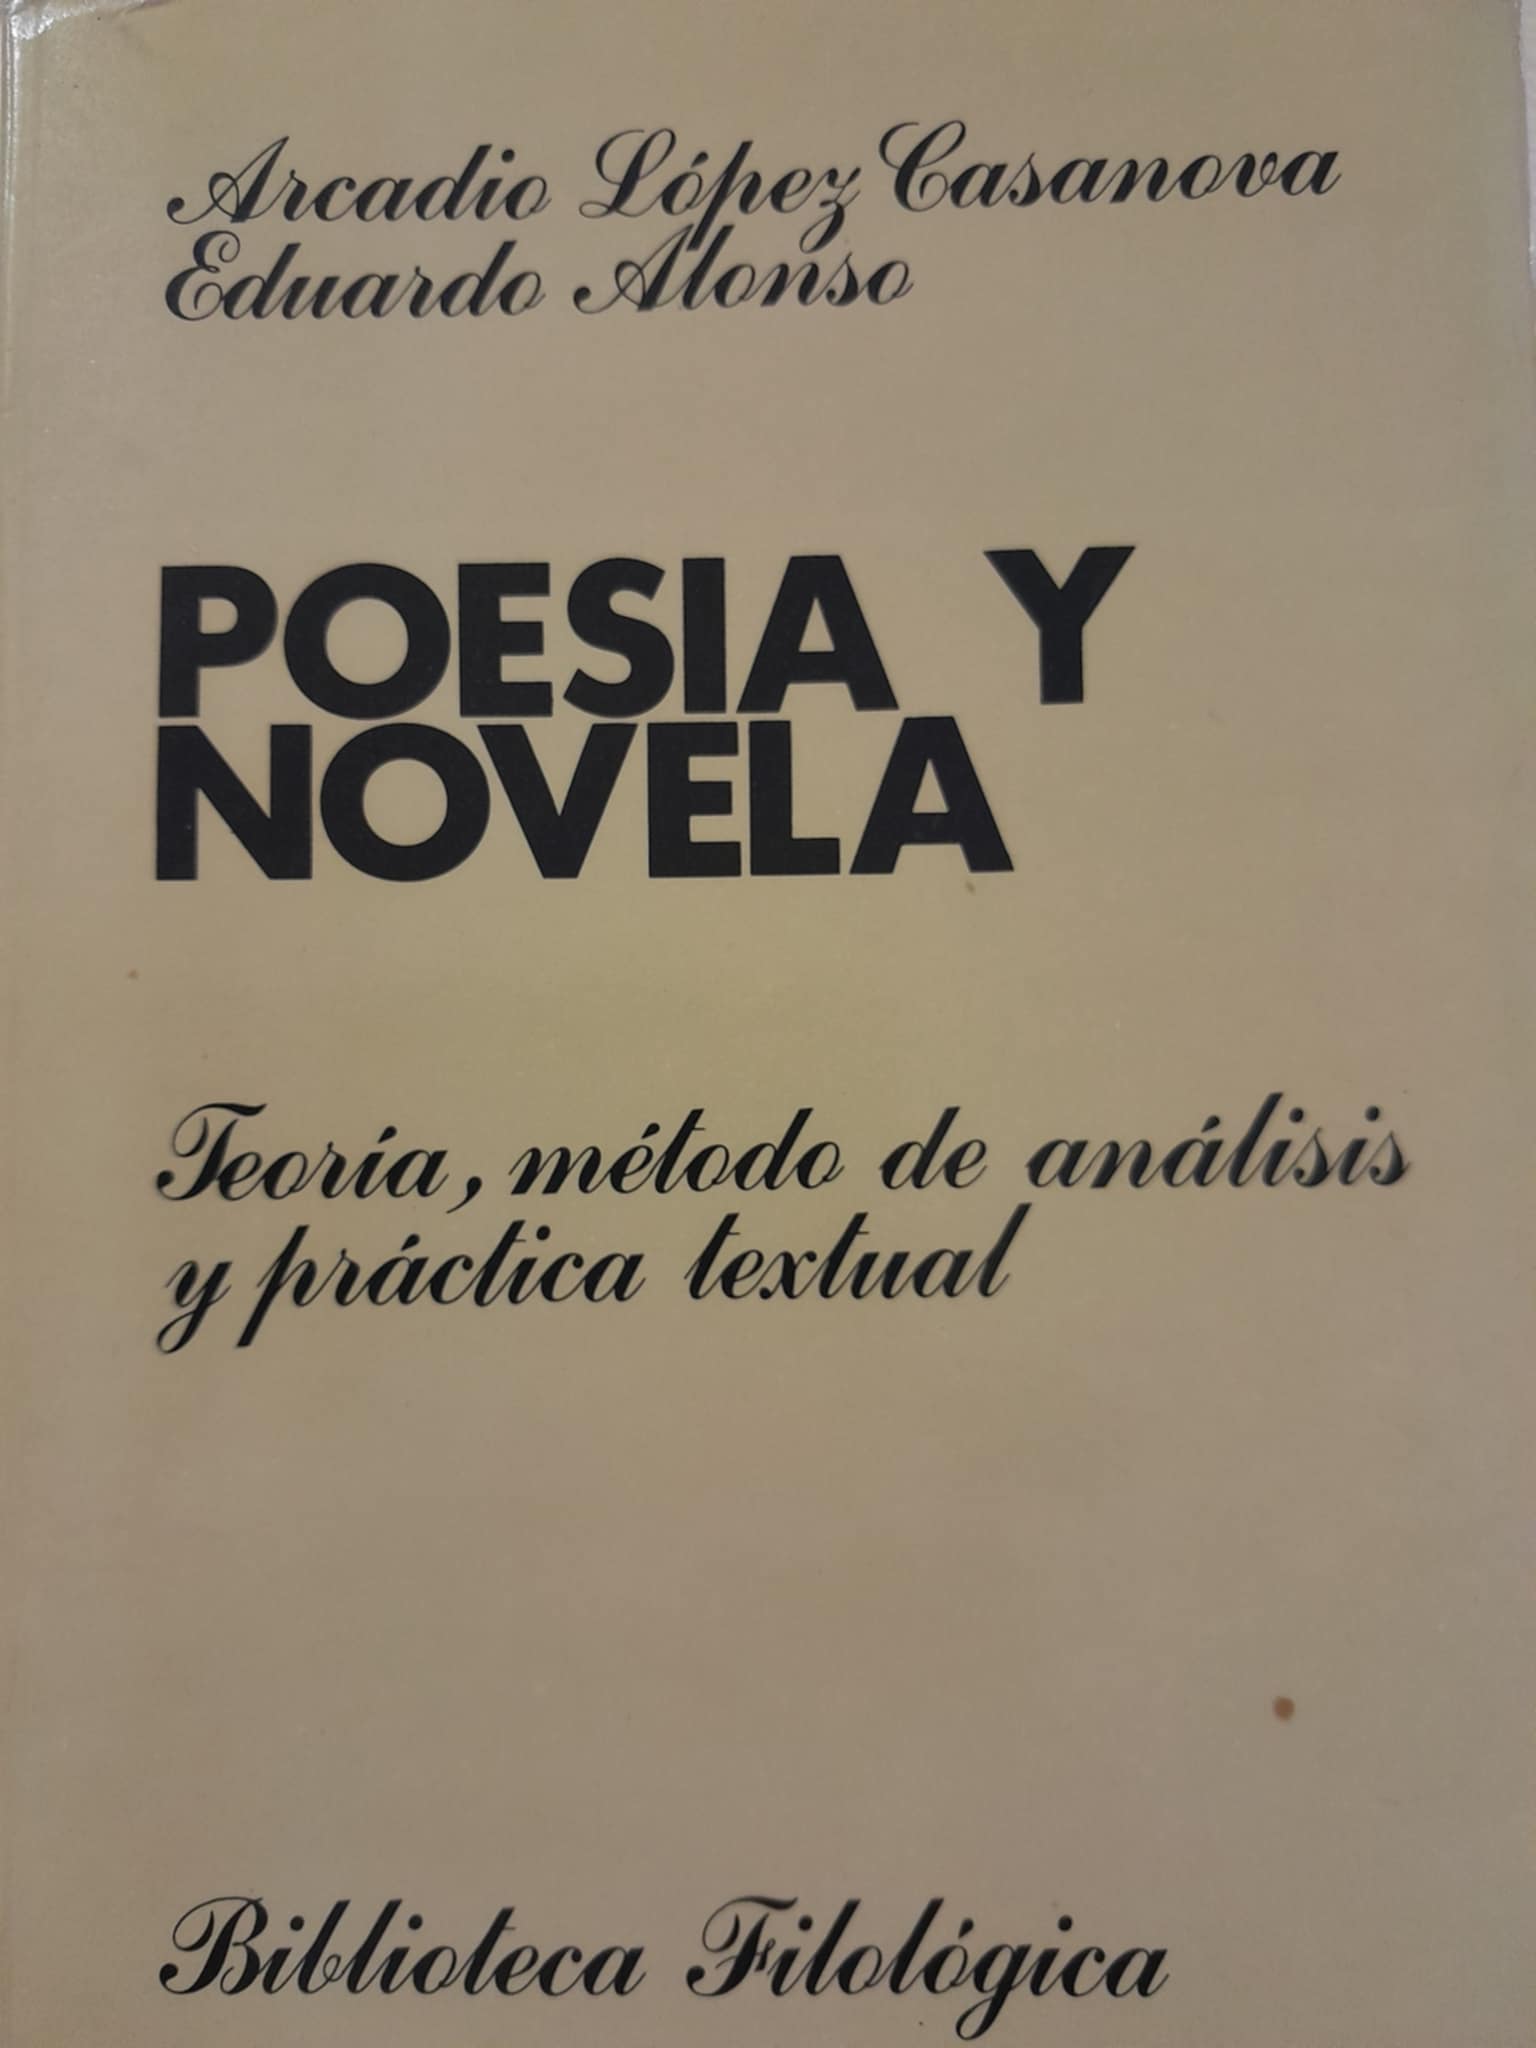 Arcadio López Casanova
Eduardo Alonso
POESIA Y
NOVELA
Teoría, método de análisis
y práctica textual
Biblioteca Filológica